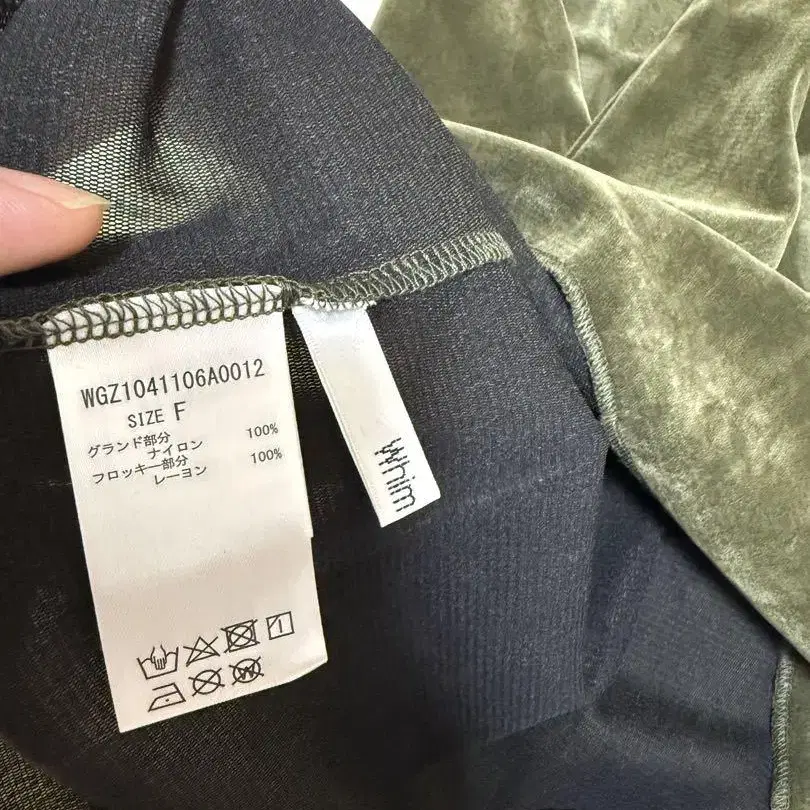 WGZ1041106A0012
SIZE F
グランド部分
ナイロン 100%
フロッキー部分
レーヨン 100%
Whim